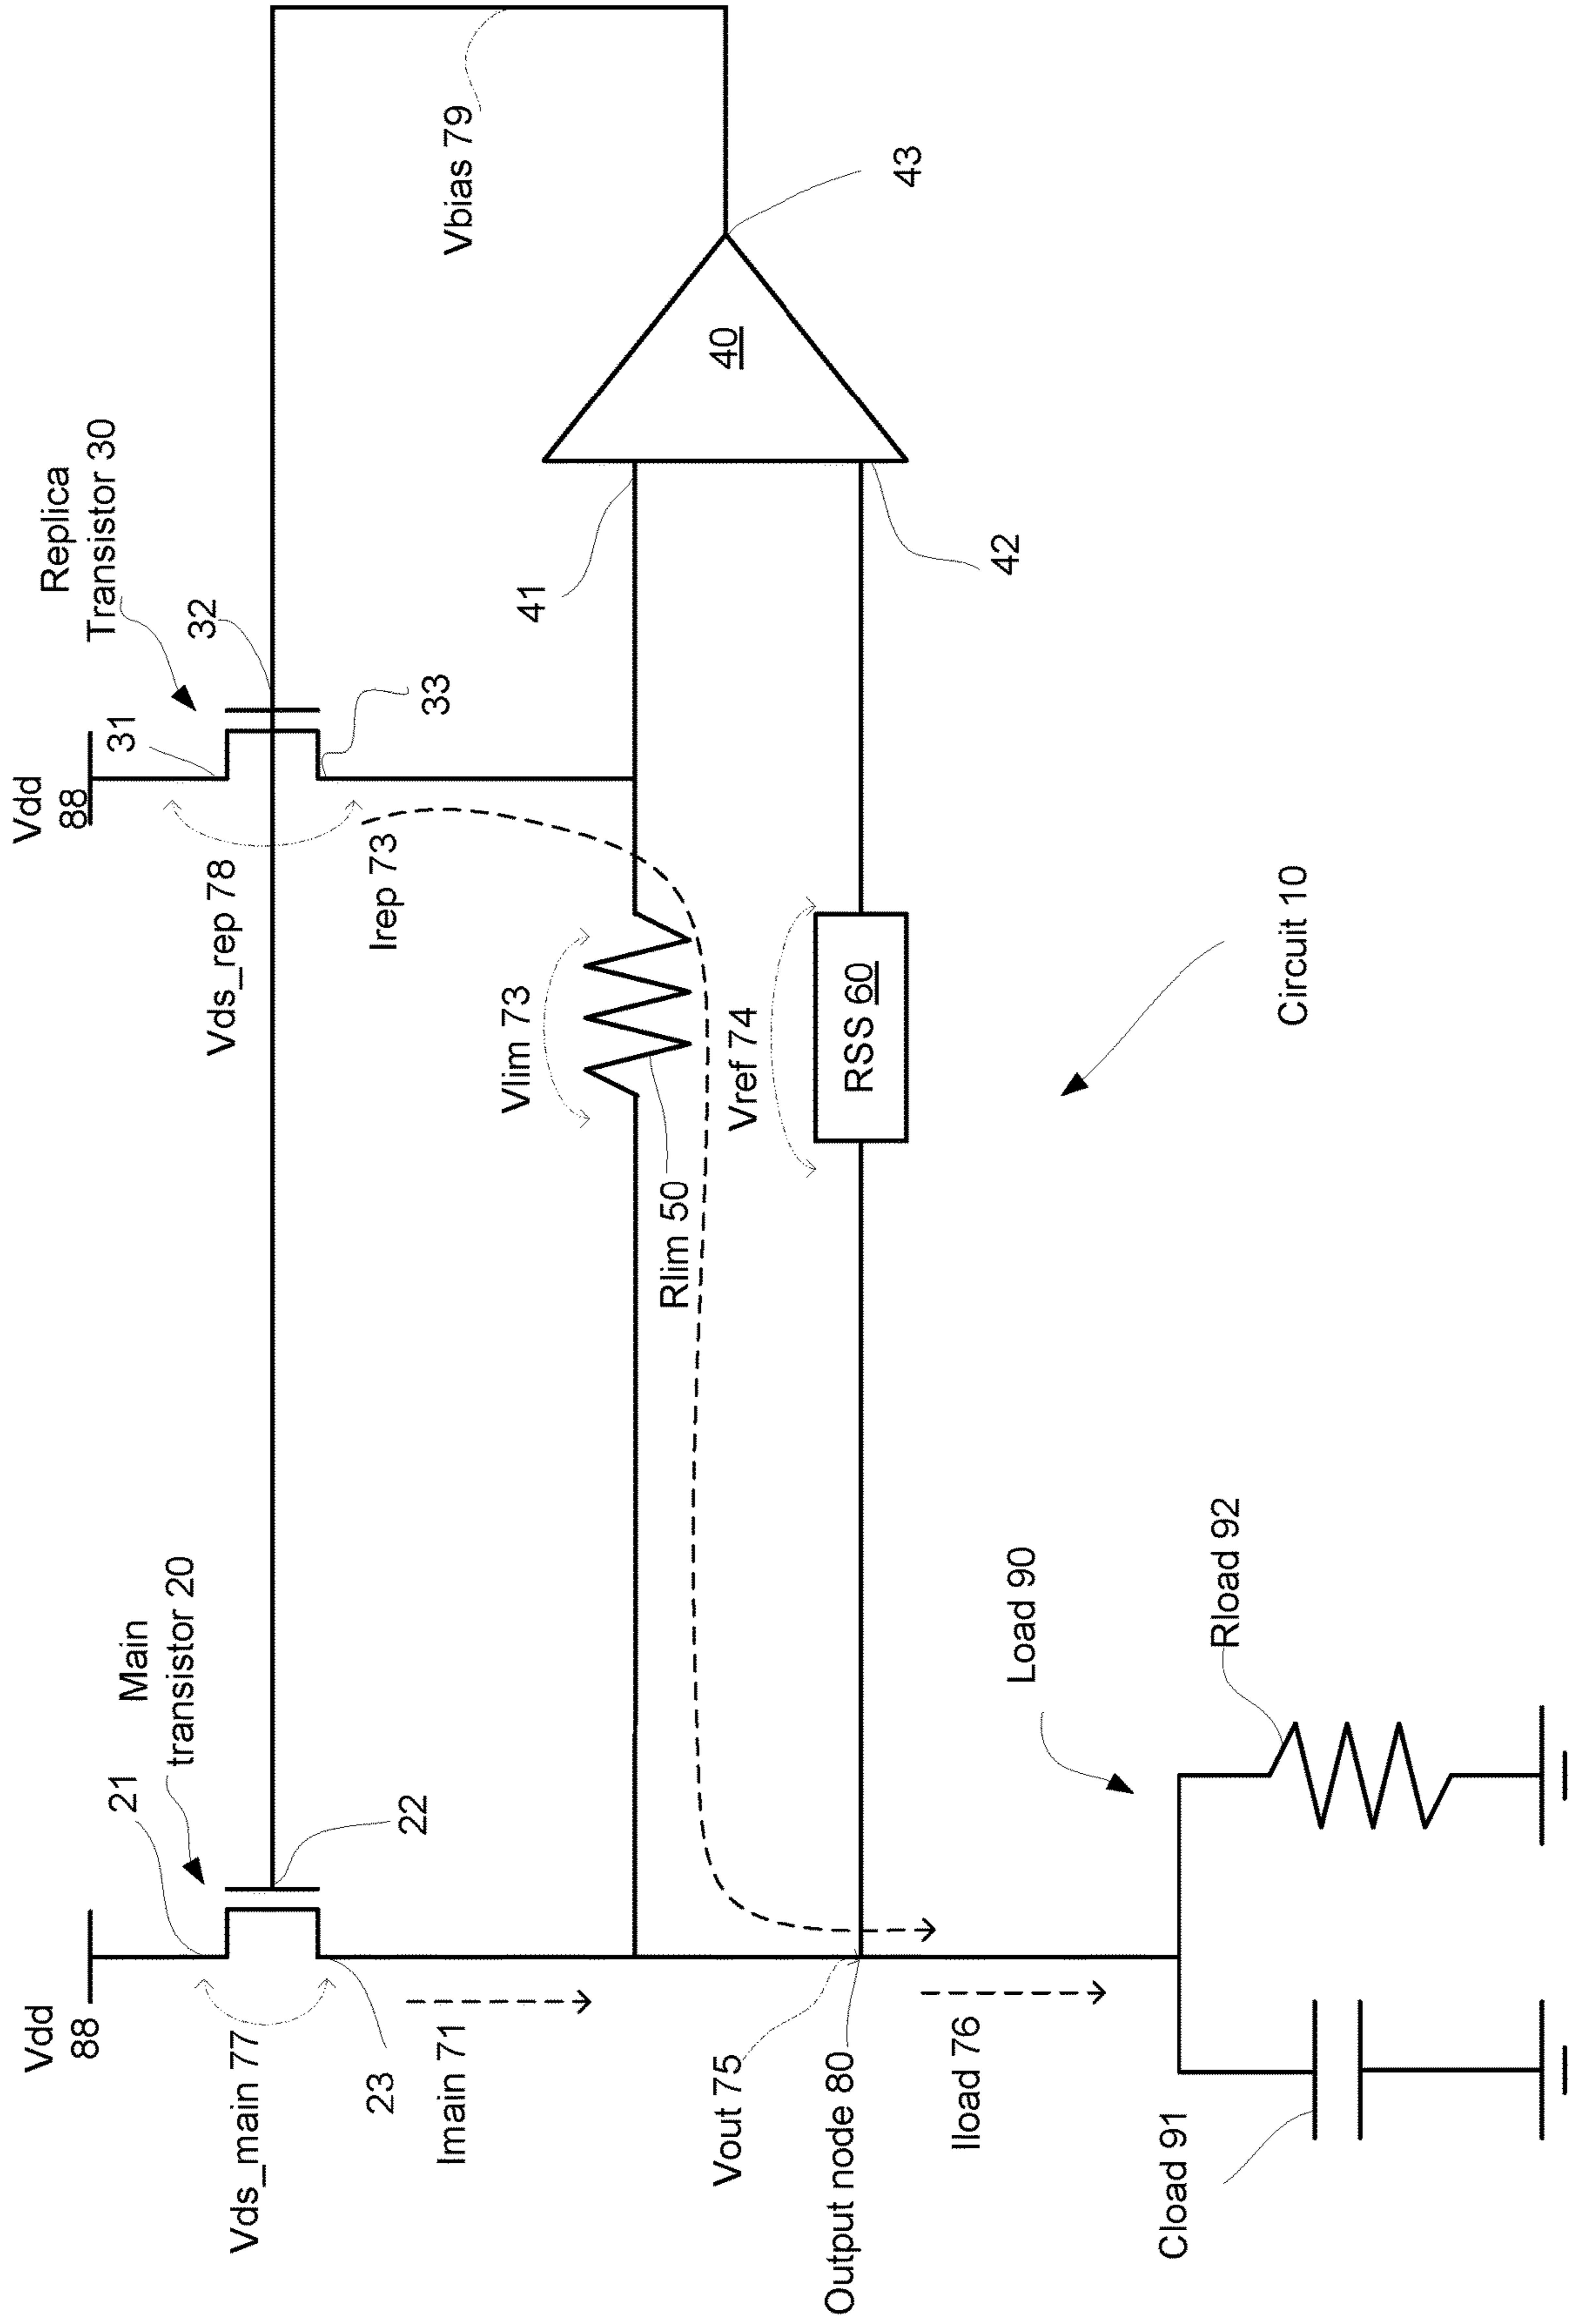 Vdd
88
Main
transistor 20
21
22
Vds_main 77
23
Imain 71
Vdd
88
Replica
Transistor 30
31
32
33
Vds_rep 78
Irep 73
Vbias 79
Vlim 73
Rlim 50
41
40
43
42
Vref 74
RSS 60
Vout 75
Output node 80
Iload 76
Load 90
Rload 92
Cload 91
Circuit 10